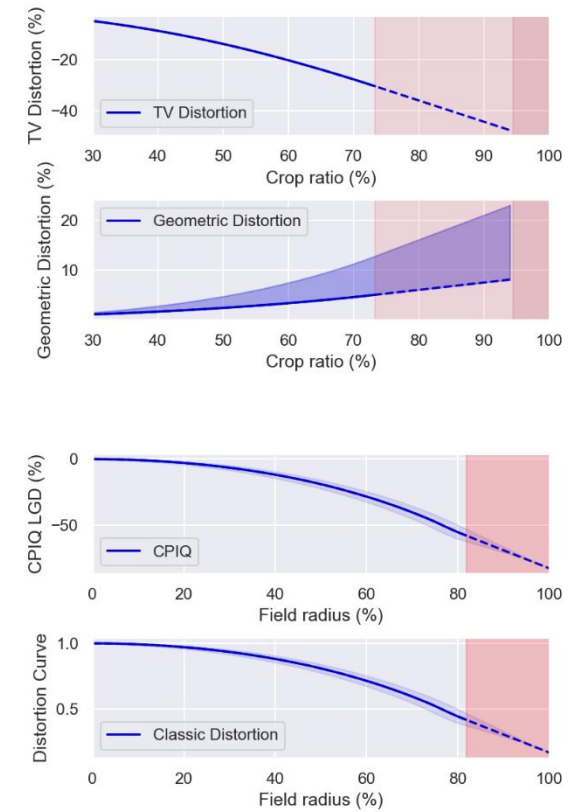 TV Distortion (%)
−20
−40
TV Distortion
30 40 50 60 70 80 90 100
Crop ratio (%)
Geometric Distortion (%)
20
10
Geometric Distortion
30 40 50 60 70 80 90 100
Crop ratio (%)
CPIQ LGD (%)
0
−50
CPIQ
0 20 40 60 80 100
Field radius (%)
Distortion Curve
1.0
0.5
Classic Distortion
0 20 40 60 80 100
Field radius (%)